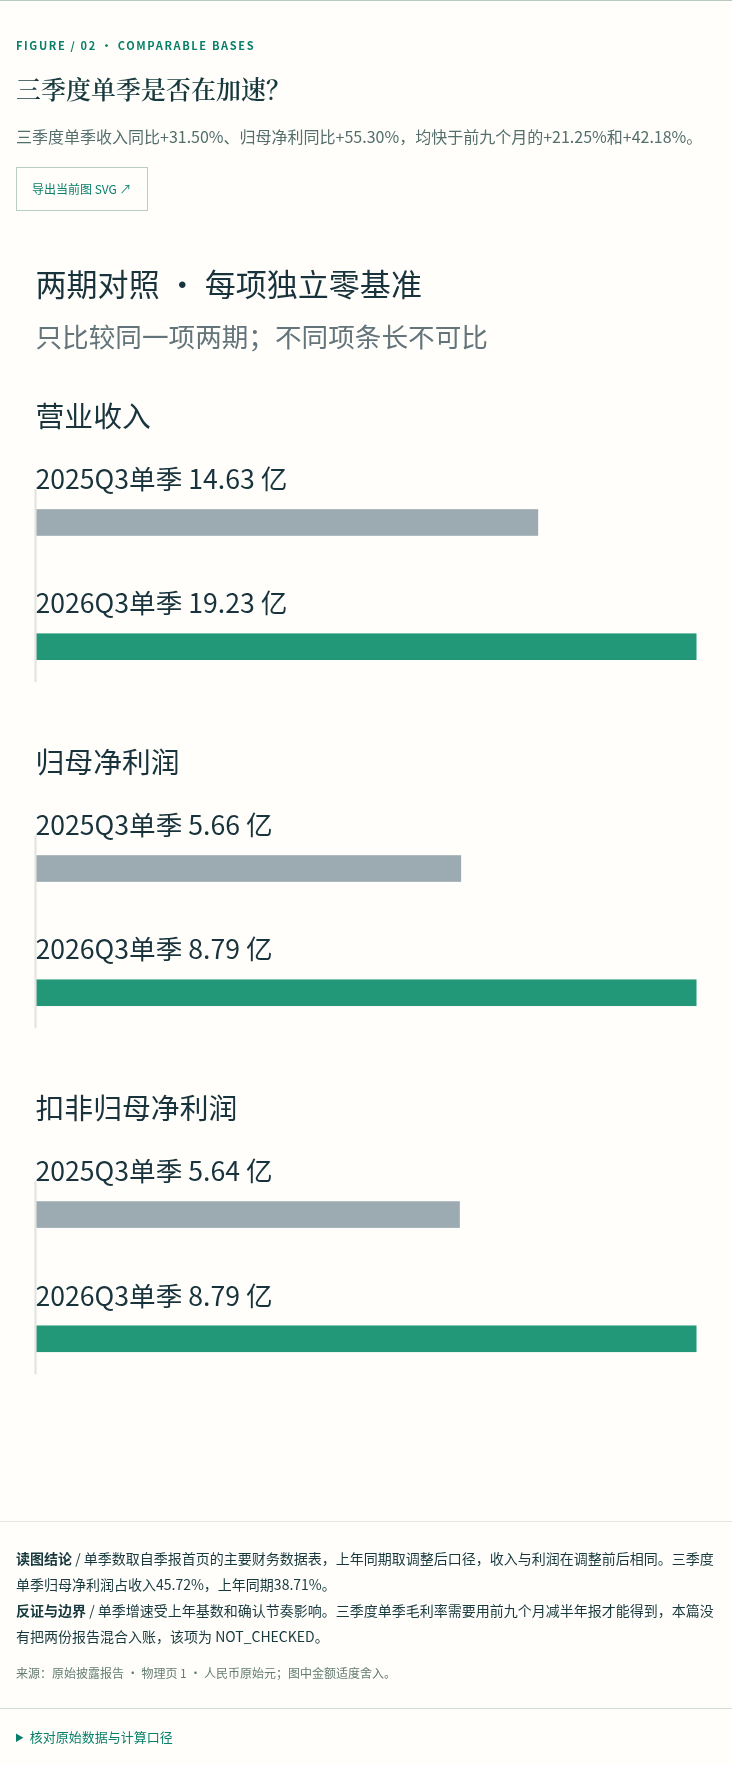 FIGURE / 02 · COMPARABLE BASES
三季度单季是否在加速？
三季度单季收入同比+31.50%、归母净利同比+55.30%，均快于前九个月的+21.25%和+42.18%。
导出当前图 SVG ↗
两期对照 · 每项独立零基准
只比较同一项两期；不同项条长不可比
营业收入
2025Q3单季 14.63 亿
2026Q3单季 19.23 亿
归母净利润
2025Q3单季 5.66 亿
2026Q3单季 8.79 亿
扣非归母净利润
2025Q3单季 5.64 亿
2026Q3单季 8.79 亿
读图结论 / 单季数取自季报首页的主要财务数据表，上年同期取调整后口径，收入与利润在调整前后相同。三季度
单季归母净利润占收入45.72%，上年同期38.71%。
反证与边界 / 单季增速受上年基数和确认节奏影响。三季度单季毛利率需要用前九个月减半年报才能得到，本篇没
有把两份报告混合入账，该项为 NOT_CHECKED。
来源：原始披露报告 · 物理页 1 · 人民币原始元；图中金额适度舍入。
▶ 核对原始数据与计算口径